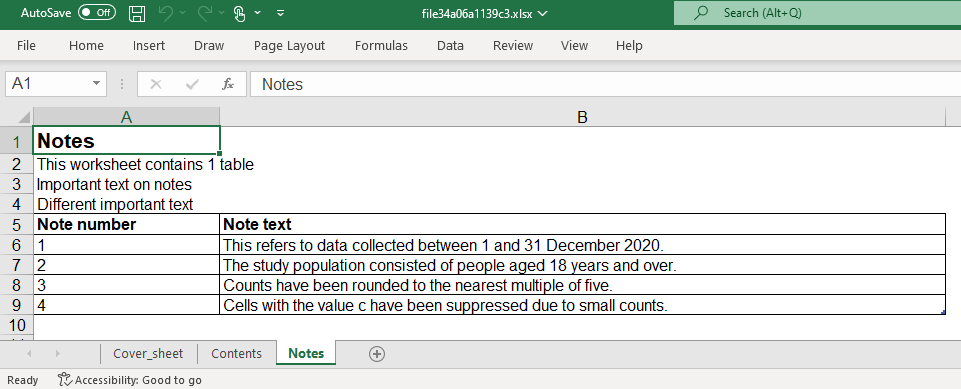 AutoSave Off file34a06a1139c3.xlsx Search (Alt+Q)
File Home Insert Draw Page Layout Formulas Data Review View Help
A1 fx Notes
A B
1 Notes
2 This worksheet contains 1 table
3 Important text on notes
4 Different important text
5 Note number Note text
6 1 This refers to data collected between 1 and 31 December 2020.
7 2 The study population consisted of people aged 18 years and over.
8 3 Counts have been rounded to the nearest multiple of five.
9 4 Cells with the value c have been suppressed due to small counts.
10
Cover_sheet Contents Notes
Ready Accessibility: Good to go